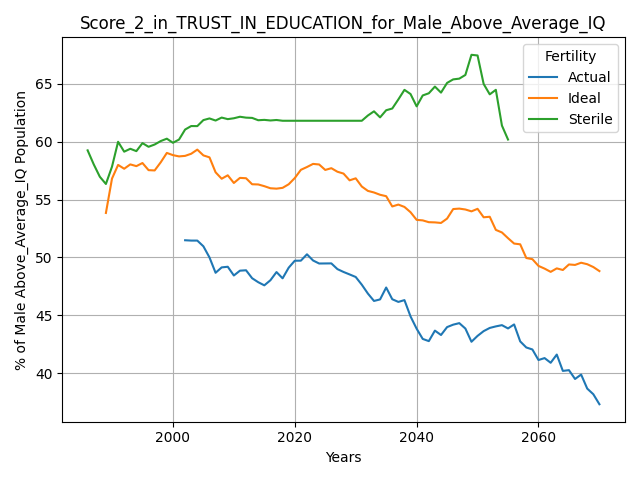 Score_2_in_TRUST_IN_EDUCATION_for_Male_Above_Average_IQ
% of Male Above_Average_IQ Population
65
60
55
50
45
40
Fertility
Actual
Ideal
Sterile
2000
2020
2040
2060
Years